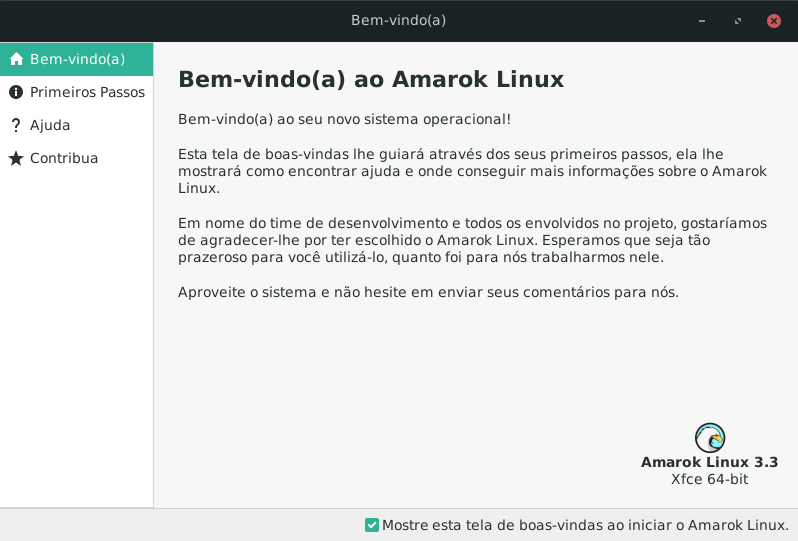 Bem-vindo(a)
Bem-vindo(a)
Primeiros Passos
Ajuda
Contribua
Bem-vindo(a) ao Amarok Linux
Bem-vindo(a) ao seu novo sistema operacional!
Esta tela de boas-vindas lhe guiará através dos seus primeiros passos, ela lhe
mostrará como encontrar ajuda e onde conseguir mais informações sobre o Amarok
Linux.
Em nome do time de desenvolvimento e todos os envolvidos no projeto, gostaríamos
de agradecer-lhe por ter escolhido o Amarok Linux. Esperamos que seja tão
prazeroso para você utilizá-lo, quanto foi para nós trabalharmos nele.
Aproveite o sistema e não hesite em enviar seus comentários para nós.
Amarok Linux 3.3
Xfce 64-bit
Mostre esta tela de boas-vindas ao iniciar o Amarok Linux.